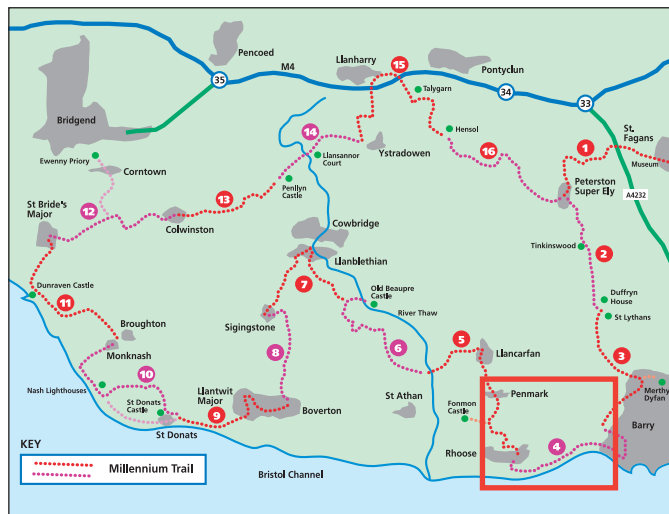 Pencoed
35
M4
Llanharry
15
Pontyclun
34
33
Talygarn
Bridgend
14
Hensol
1
St.
Fagans
Museum
Ewenny Priory
Llansannor
Court
Ystradowen
16
Corntown
Penllyn
Castle
Peterston
Super Ely
A4232
13
St Bride's
Major
12
Colwinston
Cowbridge
Tinkinswood
2
Llanblethian
Dunraven Castle
7
Old Beaupre
Castle
Duffryn
House
11
River Thaw
St Lythans
Broughton
Sigingstone
5
Monknash
8
6
Llancarfan
3
Nash Lighthouses
10
Llantwit
Major
Penmark
Merthy
Dyfan
St Donats
Castle
Boverton
St Athan
Fonmon
Castle
9
Barry
St Donats
Rhoose
4
KEY
Millennium Trail
Bristol Channel